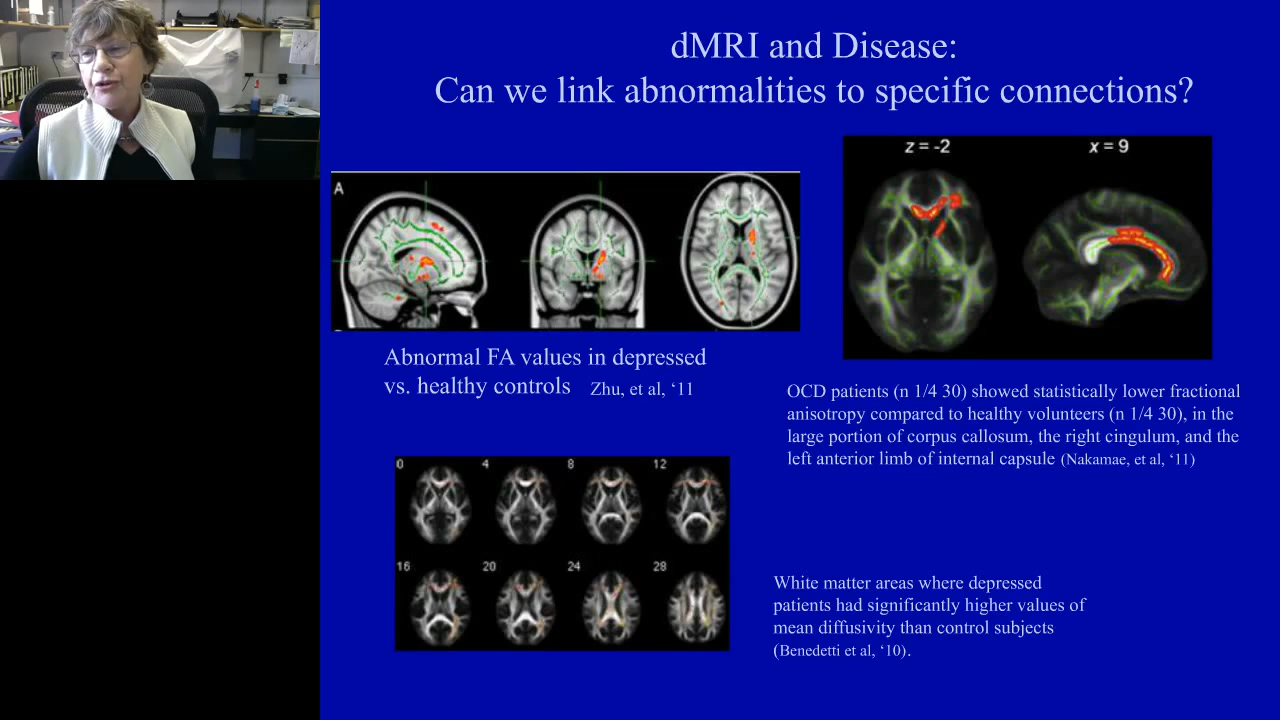 dMRI and Disease:
Can we link abnormalities to specific connections?
A
z = -2
x = 9
Abnormal FA values in depressed
vs. healthy controls Zhu, et al, ‘11
OCD patients (n 1/4 30) showed statistically lower fractional
anisotropy compared to healthy volunteers (n 1/4 30), in the
large portion of corpus callosum, the right cingulum, and the
left anterior limb of internal capsule (Nakamae, et al, ‘11)
0 4 8 12
16 20 24 28
White matter areas where depressed
patients had significantly higher values of
mean diffusivity than control subjects
(Benedetti et al, ‘10).